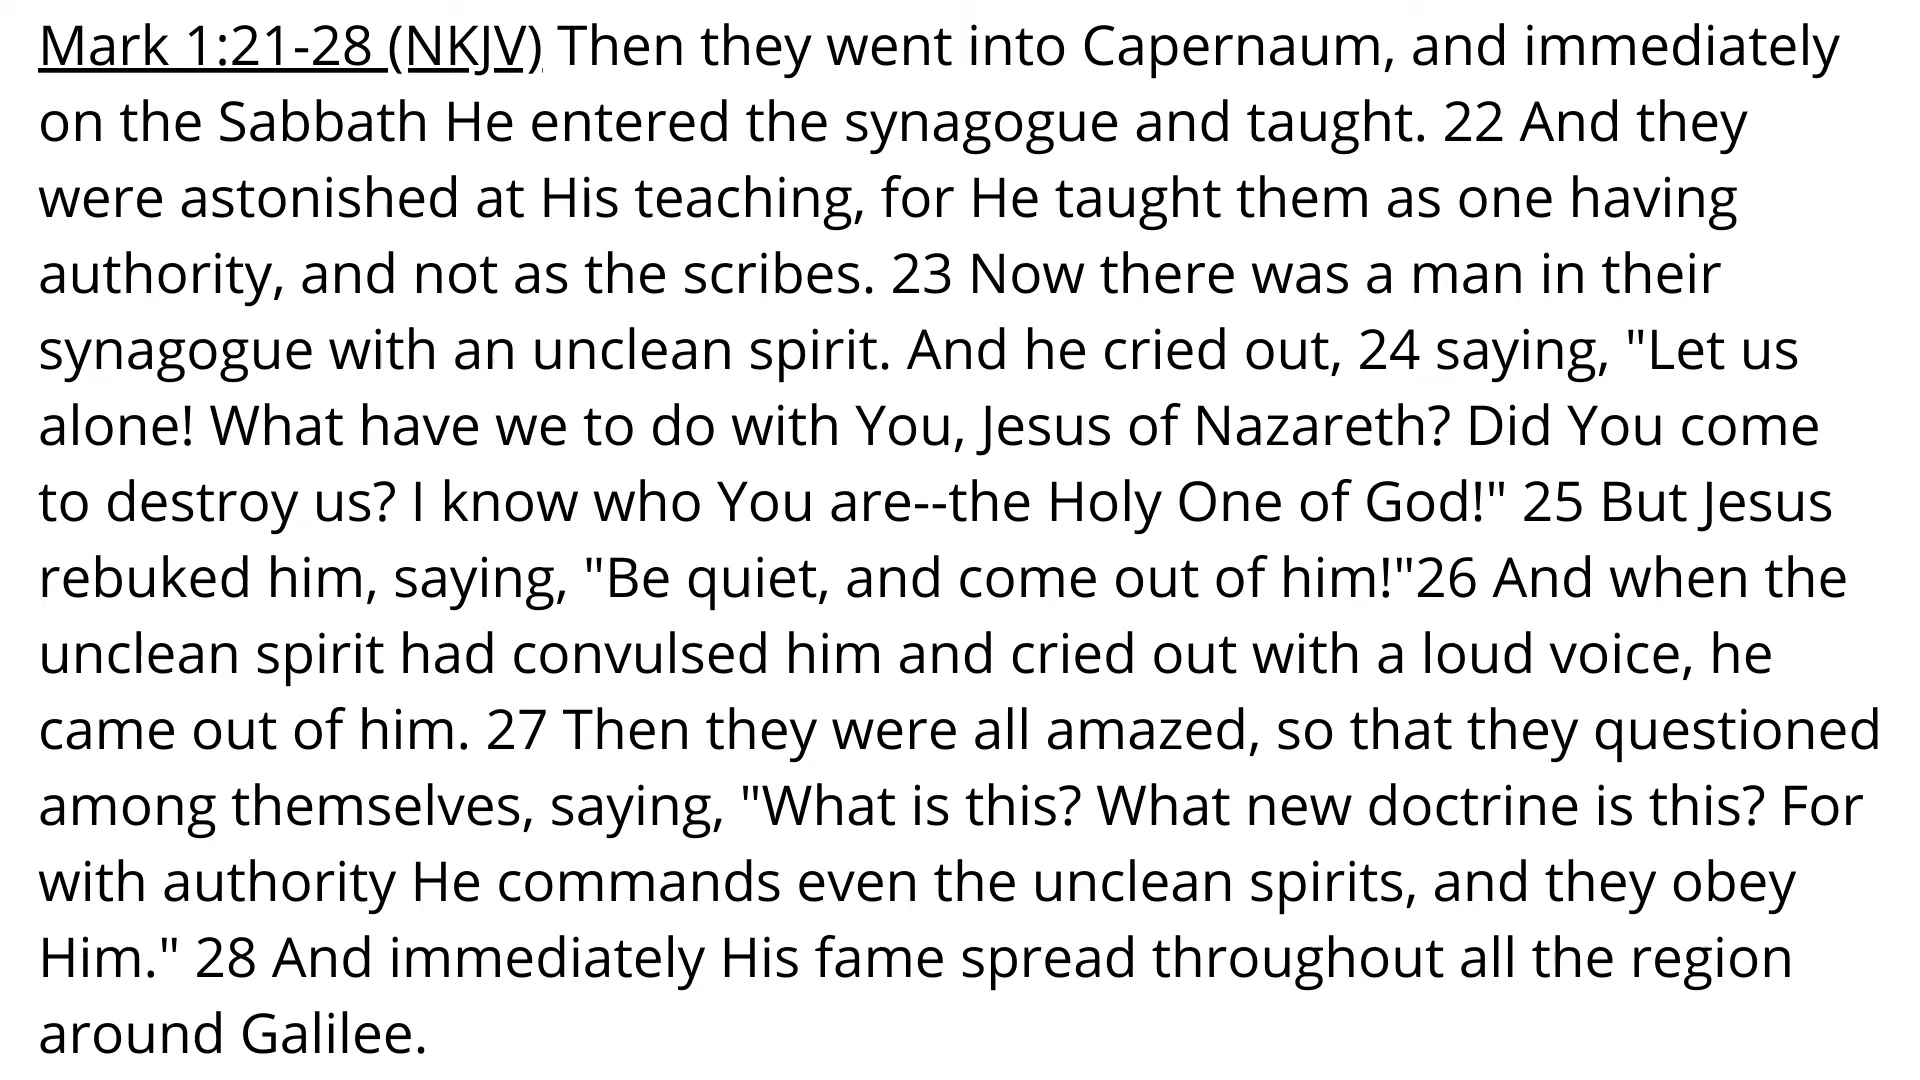 Mark 1:21-28 (NKJV) Then they went into Capernaum, and immediately
on the Sabbath He entered the synagogue and taught. 22 And they
were astonished at His teaching, for He taught them as one having
authority, and not as the scribes. 23 Now there was a man in their
synagogue with an unclean spirit. And he cried out, 24 saying, "Let us
alone! What have we to do with You, Jesus of Nazareth? Did You come
to destroy us? I know who You are--the Holy One of God!" 25 But Jesus
rebuked him, saying, "Be quiet, and come out of him!"26 And when the
unclean spirit had convulsed him and cried out with a loud voice, he
came out of him. 27 Then they were all amazed, so that they questioned
among themselves, saying, "What is this? What new doctrine is this? For
with authority He commands even the unclean spirits, and they obey
Him." 28 And immediately His fame spread throughout all the region
around Galilee.